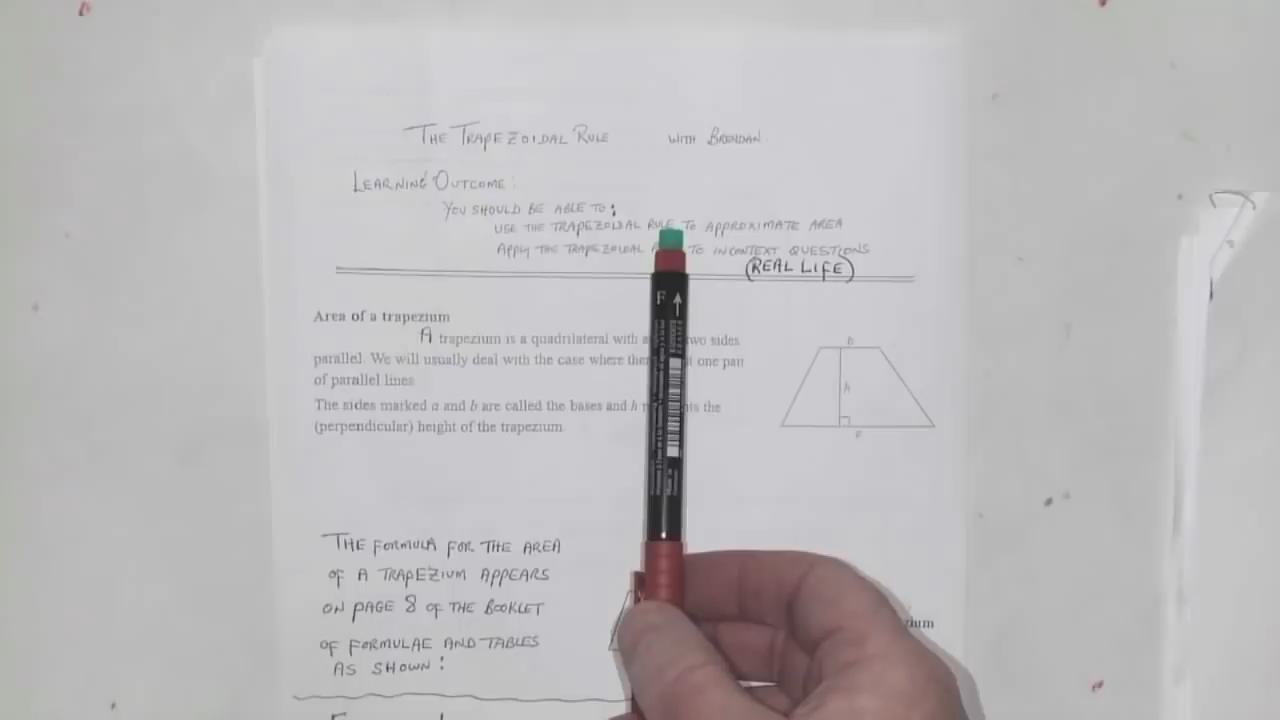 THE TRAPEZOIDAL RULE WITH BRENDAN
LEARNING OUTCOME:
YOU SHOULD BE ABLE TO:
USE THE TRAPEZOIDAL RULE TO APPROXIMATE AREA
APPLY THE TRAPEZOIDAL TO INCONTEXT QUESTIONS
(REAL LIFE)
Area of a trapezium
A trapezium is a quadrilateral with two sides
parallel. We will usually deal with the case where one pair
of parallel lines
The sides marked a and b are called the bases and h the
(perpendicular) height of the trapezium.
b
h
a
F
THE FORMULA FOR THE AREA
OF A TRAPEZIUM APPEARS
ON PAGE 8 OF THE BOOKLET
OF FORMULAE AND TABLES
AS SHOWN: